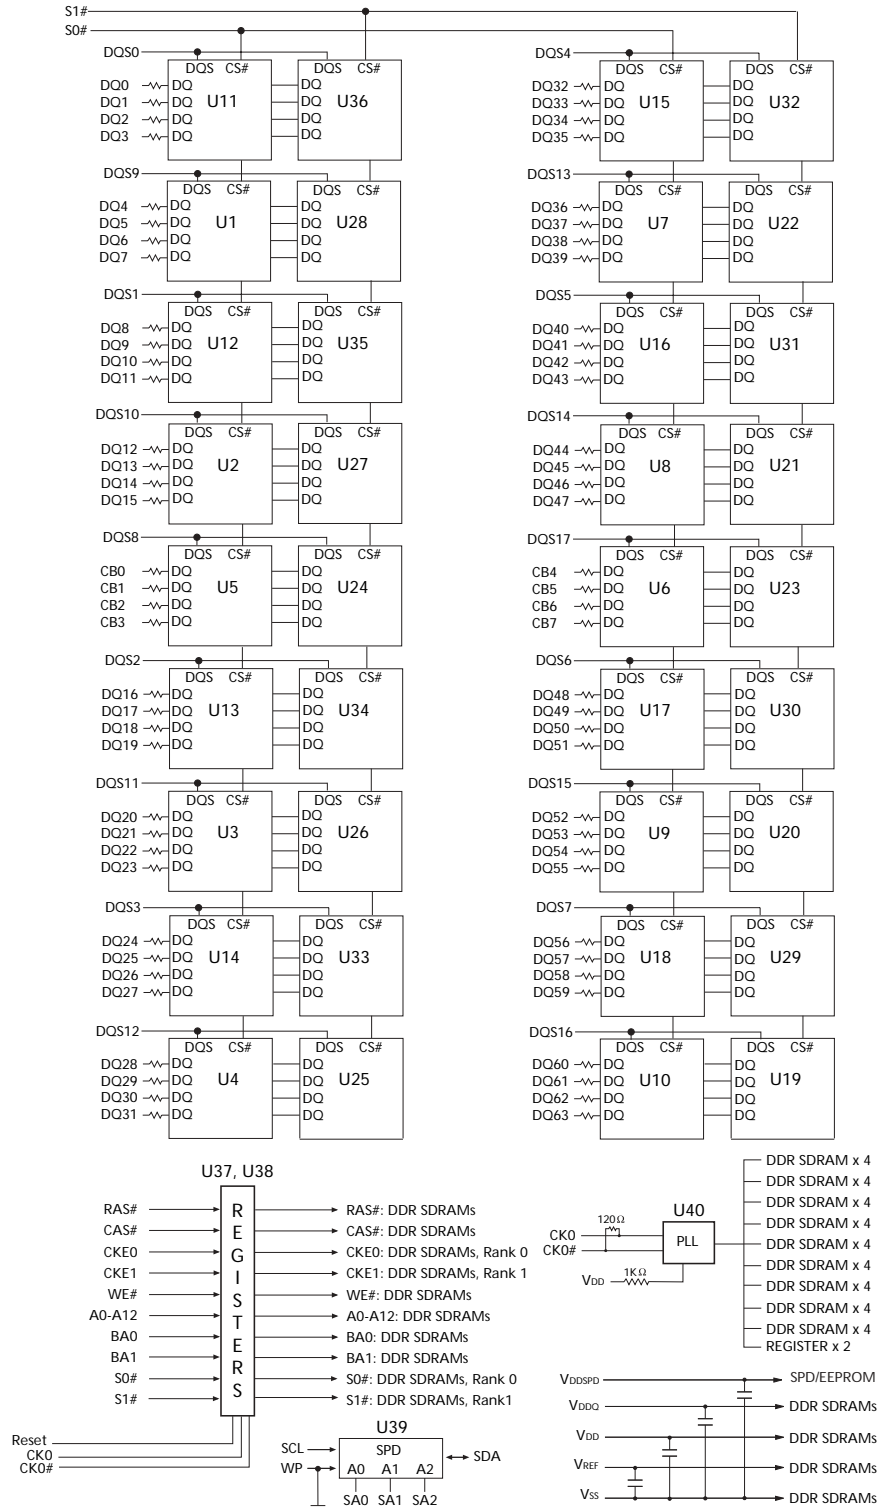 S1#
S0#
DQS0
DQS CS# DQS CS#
DQ0 DQ DQ
DQ1 DQ U11 DQ U36
DQ2 DQ DQ
DQ3 DQ DQ
DQS9
DQS CS# DQS CS#
DQ4 DQ DQ
DQ5 DQ U1 DQ U28
DQ6 DQ DQ
DQ7 DQ DQ
DQS1
DQS CS# DQS CS#
DQ8 DQ DQ
DQ9 DQ U12 DQ U35
DQ10 DQ DQ
DQ11 DQ DQ
DQS10
DQS CS# DQS CS#
DQ12 DQ DQ
DQ13 DQ U2 DQ U27
DQ14 DQ DQ
DQ15 DQ DQ
DQS8
DQS CS# DQS CS#
CB0 DQ DQ
CB1 DQ U5 DQ U24
CB2 DQ DQ
CB3 DQ DQ
DQS2
DQS CS# DQS CS#
DQ16 DQ DQ
DQ17 DQ U13 DQ U34
DQ18 DQ DQ
DQ19 DQ DQ
DQS11
DQS CS# DQS CS#
DQ20 DQ DQ
DQ21 DQ U3 DQ U26
DQ22 DQ DQ
DQ23 DQ DQ
DQS3
DQS CS# DQS CS#
DQ24 DQ DQ
DQ25 DQ U14 DQ U33
DQ26 DQ DQ
DQ27 DQ DQ
DQS12
DQS CS# DQS CS#
DQ28 DQ DQ
DQ29 DQ U4 DQ U25
DQ30 DQ DQ
DQ31 DQ DQ
DQS4
DQS CS# DQS CS#
DQ32 DQ DQ
DQ33 DQ U15 DQ U32
DQ34 DQ DQ
DQ35 DQ DQ
DQS13
DQS CS# DQS CS#
DQ36 DQ DQ
DQ37 DQ U7 DQ U22
DQ38 DQ DQ
DQ39 DQ DQ
DQS5
DQS CS# DQS CS#
DQ40 DQ DQ
DQ41 DQ U16 DQ U31
DQ42 DQ DQ
DQ43 DQ DQ
DQS14
DQS CS# DQS CS#
DQ44 DQ DQ
DQ45 DQ U8 DQ U21
DQ46 DQ DQ
DQ47 DQ DQ
DQS17
DQS CS# DQS CS#
CB4 DQ DQ
CB5 DQ U6 DQ U23
CB6 DQ DQ
CB7 DQ DQ
DQS6
DQS CS# DQS CS#
DQ48 DQ DQ
DQ49 DQ U17 DQ U30
DQ50 DQ DQ
DQ51 DQ DQ
DQS15
DQS CS# DQS CS#
DQ52 DQ DQ
DQ53 DQ U9 DQ U20
DQ54 DQ DQ
DQ55 DQ DQ
DQS7
DQS CS# DQS CS#
DQ56 DQ DQ
DQ57 DQ U18 DQ U29
DQ58 DQ DQ
DQ59 DQ DQ
DQS16
DQS CS# DQS CS#
DQ60 DQ DQ
DQ61 DQ U10 DQ U19
DQ62 DQ DQ
DQ63 DQ DQ
U37, U38
REGISTERS
RAS# RAS#: DDR SDRAMs
CAS# CAS#: DDR SDRAMs
CKE0 CKE0: DDR SDRAMs, Rank 0
CKE1 CKE1: DDR SDRAMs, Rank 1
WE# WE#: DDR SDRAMs
A0-A12 A0-A12: DDR SDRAMs
BA0 BA0: DDR SDRAMs
BA1 BA1: DDR SDRAMs
S0# S0#: DDR SDRAMs, Rank 0
S1# S1#: DDR SDRAMs, Rank1
Reset
CK0
CK0#
U39
SCL SPD SDA
WP A0 A1 A2
SA0 SA1 SA2
U40
120Ω
CK0
CK0#
PLL
VDD 1KΩ
DDR SDRAM x 4
DDR SDRAM x 4
DDR SDRAM x 4
DDR SDRAM x 4
DDR SDRAM x 4
DDR SDRAM x 4
DDR SDRAM x 4
DDR SDRAM x 4
DDR SDRAM x 4
REGISTER x 2
VDDSPD SPD/EEPROM
VDDQ DDR SDRAMs
VDD DDR SDRAMs
VREF DDR SDRAMs
VSS DDR SDRAMs